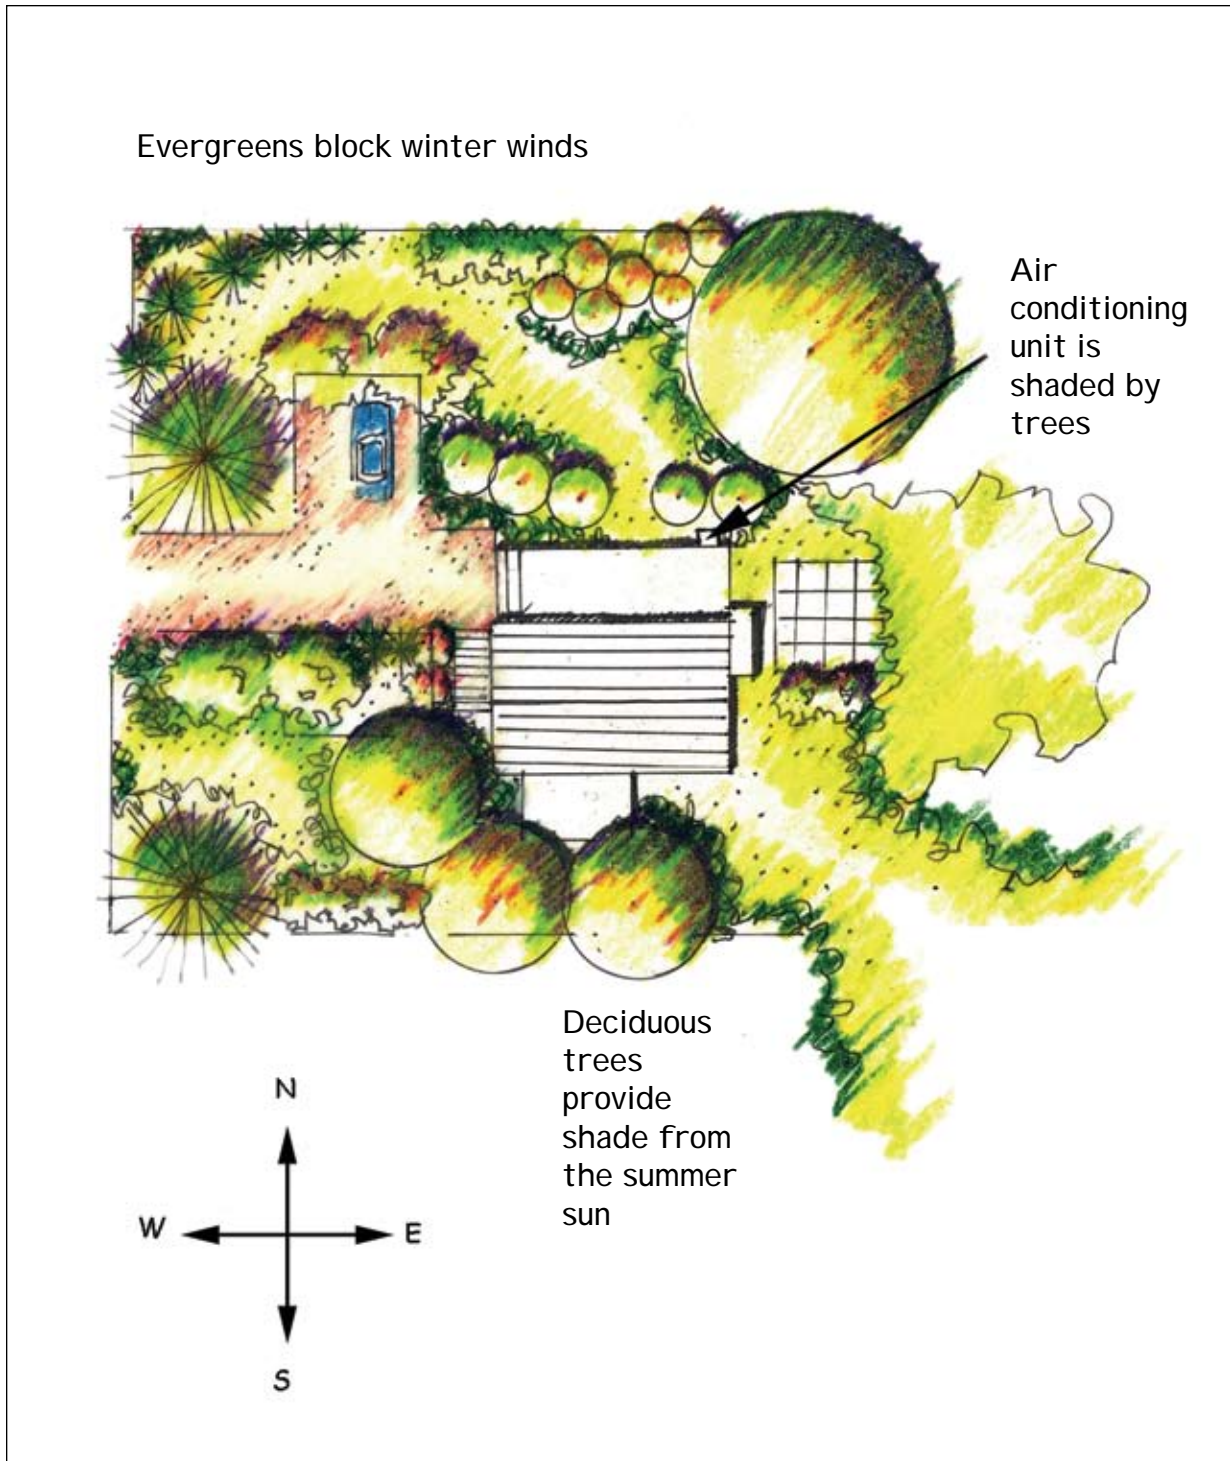 Evergreens block winter winds
Air
conditioning
unit is
shaded by
trees
Deciduous
trees
provide
shade from
the summer
sun
N
W
E
S